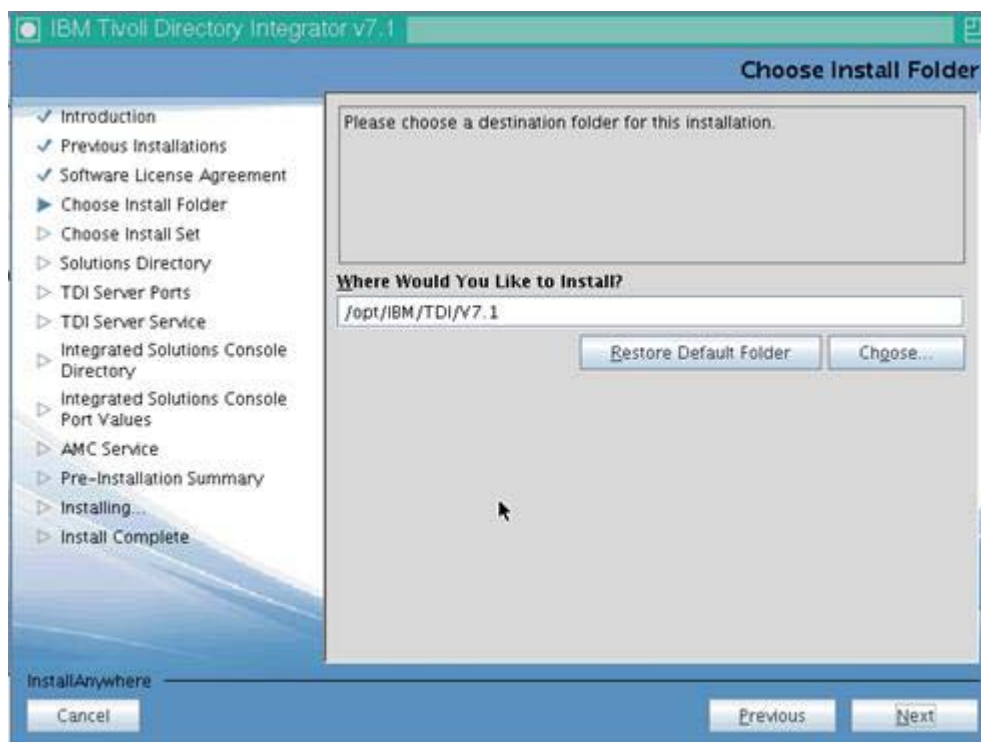 IBM Tivoli Directory Integrator v7.1
Choose Install Folder
Introduction
Previous Installations
Software License Agreement
Choose Install Folder
Choose Install Set
Solutions Directory
TDI Server Ports
TDI Server Service
Integrated Solutions Console
Directory
Integrated Solutions Console
Port Values
AMC Service
Pre-Installation Summary
Installing...
Install Complete
Please choose a destination folder for this installation.
Where Would You Like to Install?
/opt/IBM/TDI/V7.1
Restore Default Folder
Choose...
InstallAnywhere
Cancel
Previous
Next